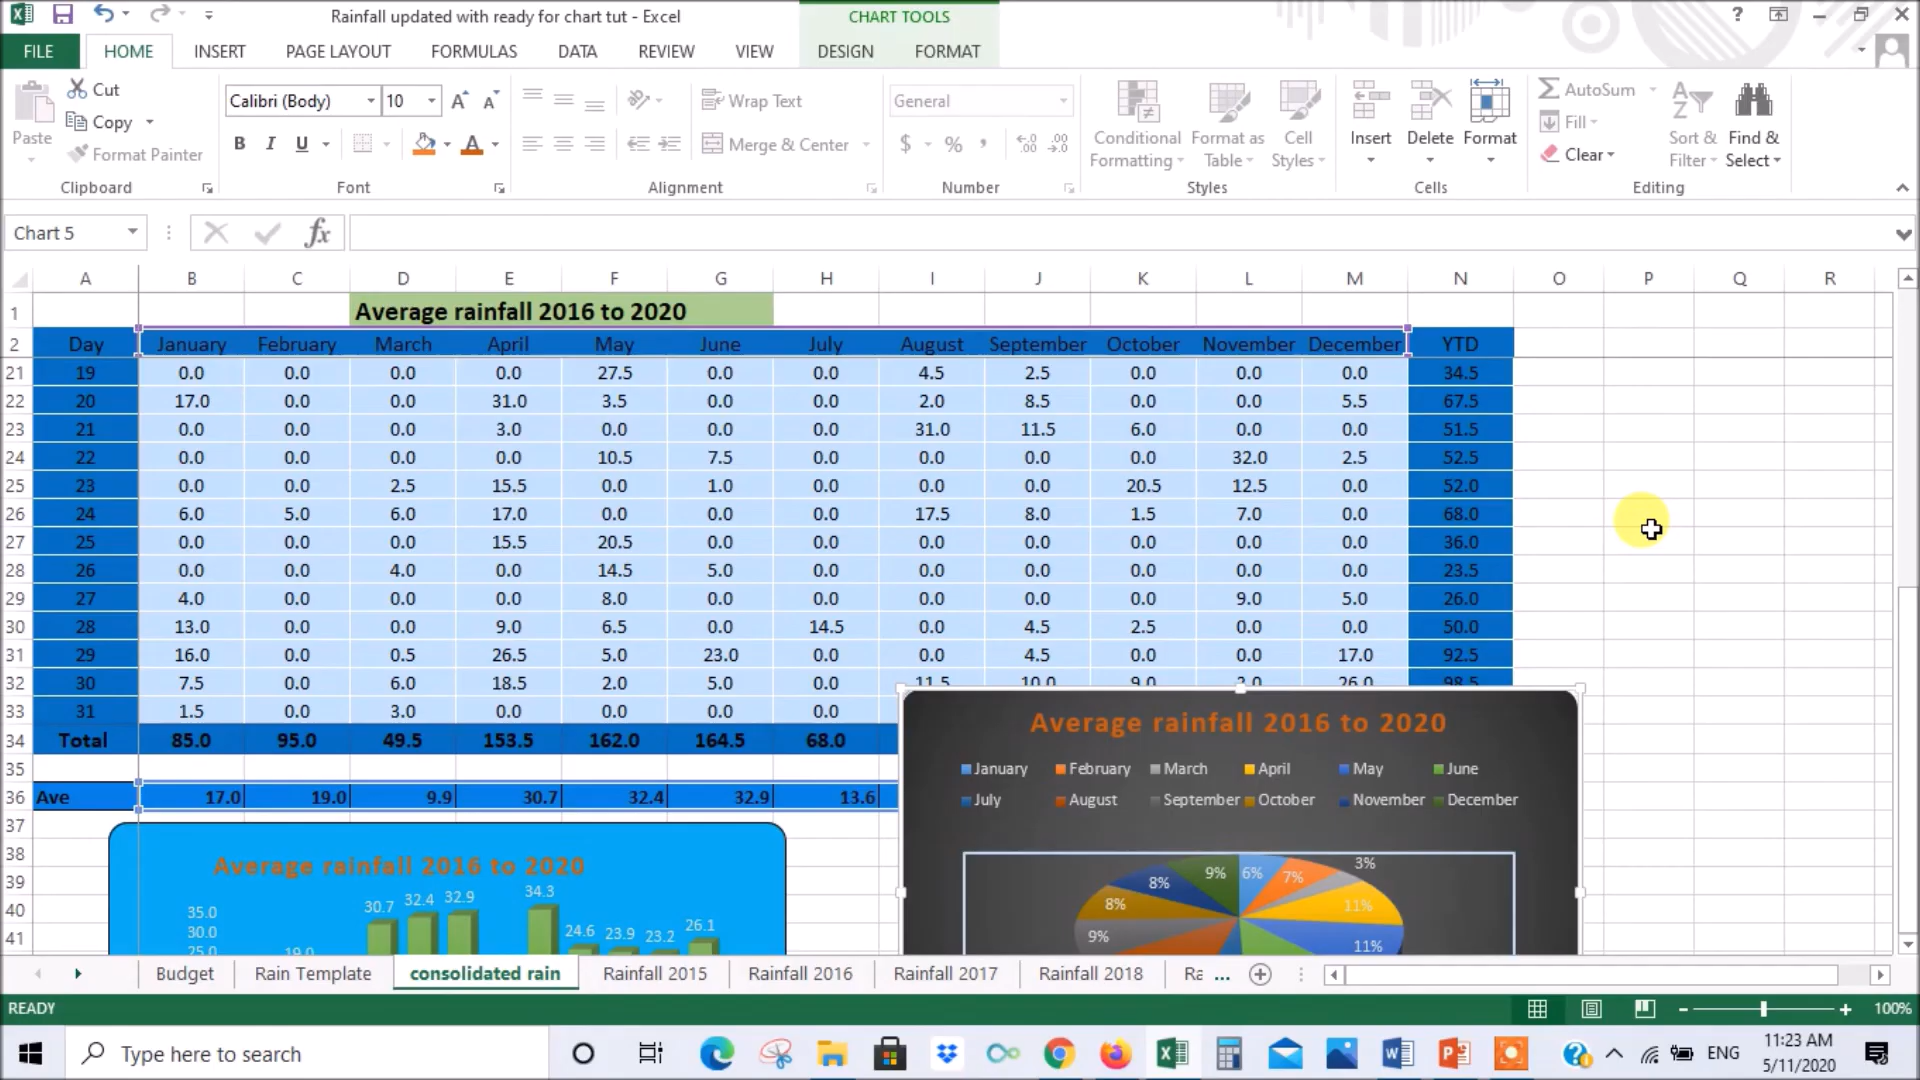 Rainfall updated with ready for chart tut - Excel
CHART TOOLS
?
FILE HOME INSERT PAGE LAYOUT FORMULAS DATA REVIEW VIEW DESIGN FORMAT
Paste
Cut
Copy
Format Painter
Clipboard
Calibri (Body) 10
B I U
Font
Wrap Text
Merge & Center
Alignment
General
$ % ,
Number
Conditional Formatting
Format as Table
Cell Styles
Styles
Insert
Delete
Format
Cells
AutoSum
Fill
Clear
Sort & Filter
Find & Select
Editing
Chart 5 fx
A B C D E F G H I J K L M N O P Q R
1 Average rainfall 2016 to 2020
2 Day January February March April May June July August September October November December YTD
21 19 0.0 0.0 0.0 0.0 27.5 0.0 0.0 4.5 2.5 0.0 0.0 0.0 34.5
22 20 17.0 0.0 0.0 31.0 3.5 0.0 0.0 2.0 8.5 0.0 0.0 5.5 67.5
23 21 0.0 0.0 0.0 3.0 0.0 0.0 0.0 31.0 11.5 6.0 0.0 0.0 51.5
24 22 0.0 0.0 0.0 0.0 10.5 7.5 0.0 0.0 0.0 0.0 32.0 2.5 52.5
25 23 0.0 0.0 2.5 15.5 0.0 1.0 0.0 0.0 0.0 20.5 12.5 0.0 52.0
26 24 6.0 5.0 6.0 17.0 0.0 0.0 0.0 17.5 8.0 1.5 7.0 0.0 68.0
27 25 0.0 0.0 0.0 15.5 20.5 0.0 0.0 0.0 0.0 0.0 0.0 0.0 36.0
28 26 0.0 0.0 4.0 0.0 14.5 5.0 0.0 0.0 0.0 0.0 0.0 0.0 23.5
29 27 4.0 0.0 0.0 0.0 8.0 0.0 0.0 0.0 0.0 0.0 9.0 5.0 26.0
30 28 13.0 0.0 0.0 9.0 6.5 0.0 14.5 0.0 4.5 2.5 0.0 0.0 50.0
31 29 16.0 0.0 0.5 26.5 5.0 23.0 0.0 0.0 4.5 0.0 0.0 17.0 92.5
32 30 7.5 0.0 6.0 18.5 2.0 5.0 0.0 11.5 10.0 9.0 2.0 26.0 98.5
33 31 1.5 0.0 3.0 0.0 0.0 0.0 0.0
34 Total 85.0 95.0 49.5 153.5 162.0 164.5 68.0
35
36 Ave 17.0 19.0 9.9 30.7 32.4 32.9 13.6
37
38
39
40
41
Average rainfall 2016 to 2020
35.0
30.0
25.0
19.0 30.7 32.4 32.9 34.3 24.6 23.9 23.2 26.1
Average rainfall 2016 to 2020
January February March April May June
July August September October November December
9% 6% 7% 3%
8% 11%
8% 11%
9%
Budget Rain Template consolidated rain Rainfall 2015 Rainfall 2016 Rainfall 2017 Rainfall 2018 Ra ...
READY 100%
Type here to search
ENG
11:23 AM
5/11/2020